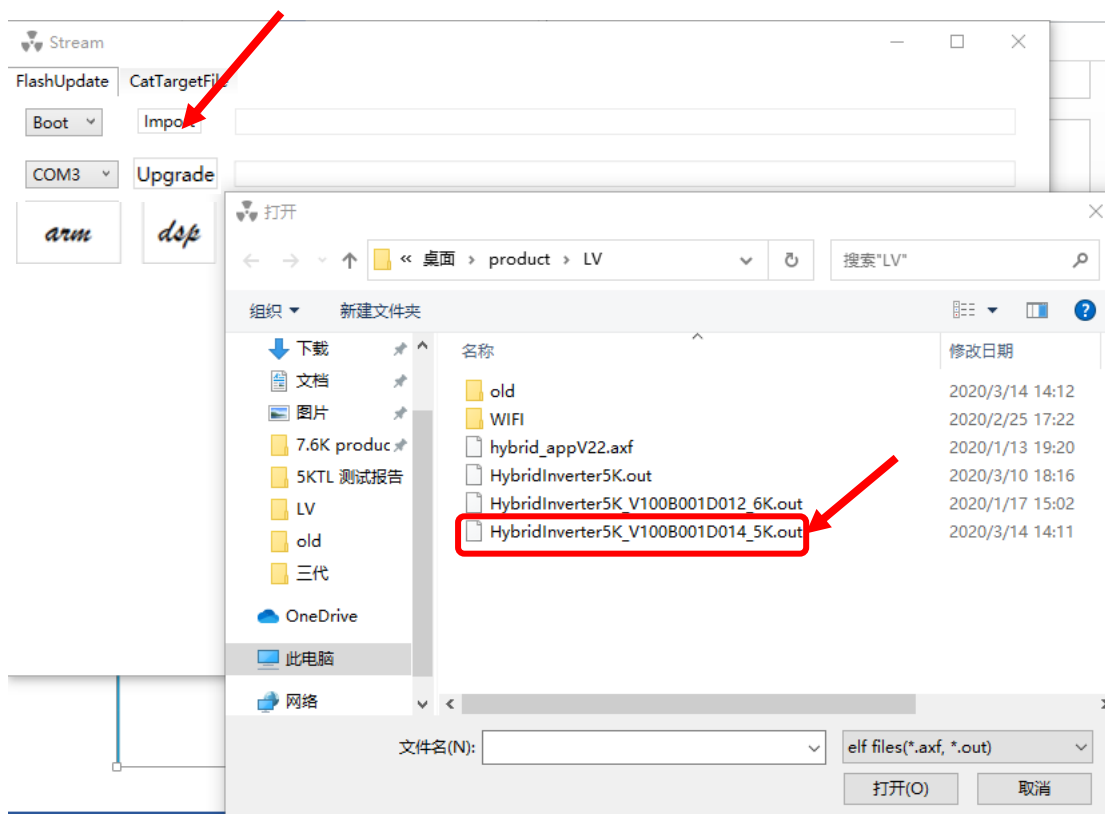 Stream
FlashUpdate CatTargetFile
Boot Import
COM3 Upgrade
arm dsp
打开
« 桌面 › product › LV 搜索"LV"
组织 新建文件夹
名称 修改日期
下载
文档
图片
7.6K produc
5KTL 测试报告
LV
old
三代
OneDrive
此电脑
网络
old 2020/3/14 14:12
WIFI 2020/2/25 17:22
hybrid_appV22.axf 2020/1/13 19:20
HybridInverter5K.out 2020/3/10 18:16
HybridInverter5K_V100B001D012_6K.out 2020/1/17 15:02
HybridInverter5K_V100B001D014_5K.out 2020/3/14 14:11
文件名(N): elf files(*.axf, *.out)
打开(O) 取消